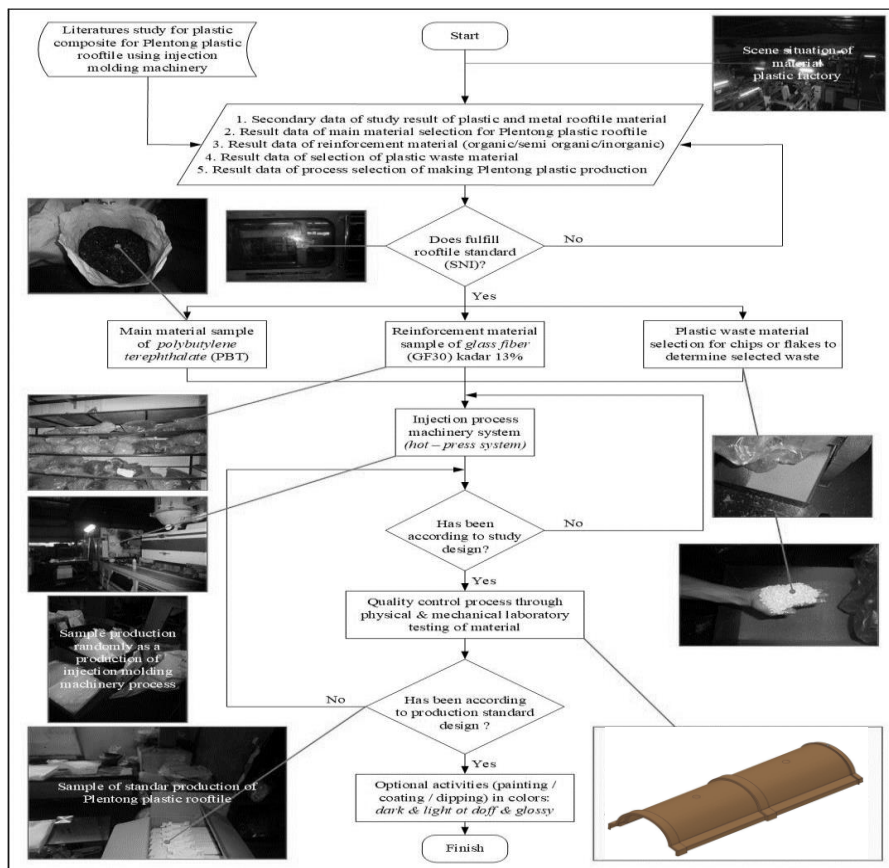 Literatures study for plastic
composite for Plentong plastic
rooftile using injection
molding machinery
Start
Scene situation of
material
plastic factory
1. Secondary data of study result of plastic and metal rooftile material
2. Result data of main material selection for Plentong plastic rooftile
3. Result data of reinforcement material (organic/semi organic/inorganic)
4. Result data of selection of plastic waste material
5. Result data of process selection of making Plentong plastic production
Does fulfill
rooftile standard
(SNI)?
No
Yes
Main material sample
of polybutylene
terephthalate (PBT)
Reinforcement material
sample of glass fiber
(GF30) kadar 13%
Plastic waste material
selection for chips or flakes to
determine selected waste
Injection process
machinery system
(hot – press system)
Has been
according to study
design?
No
Yes
Quality control process through
physical & mechanical laboratory
testing of material
Sample production
randomly as a
production of
injection molding
machinery process
No
Has been according
to production standard
design ?
Yes
Sample of standar production of
Plentong plastic rooftile
Optional activities (painting /
coating / dipping) in colors:
dark & light ot doff & glossy
Finish